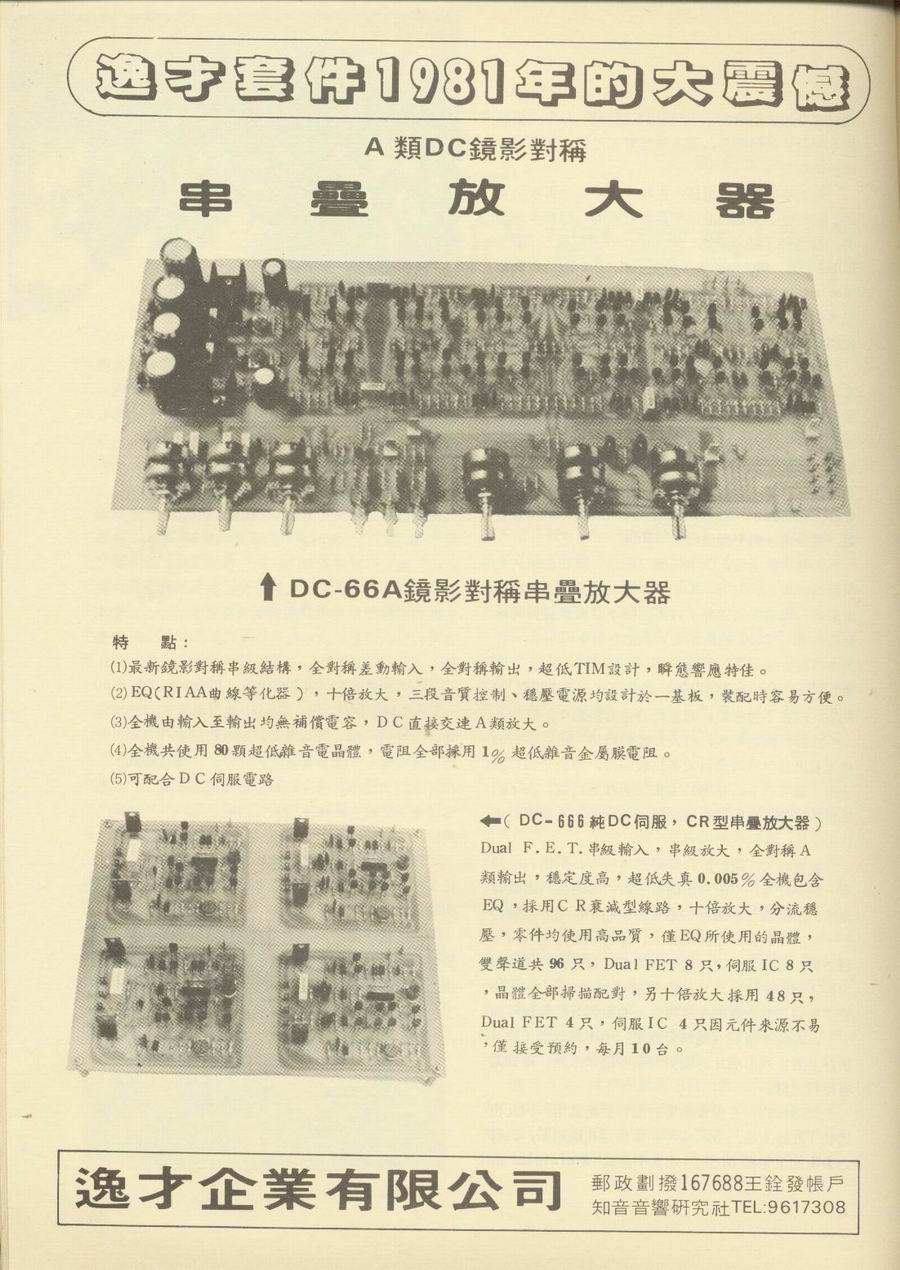 逸才套件1981年的大震憾
A 類DC鏡影對稱
串疊放大器
⬆ DC-66A鏡影對稱串疊放大器
特　點：
⑴最新鏡影對稱串級結構，全對稱差動輸入，全對稱輸出，超低TIM設計，瞬態響應特佳。
⑵EQ(RIAA曲線等化器），十倍放大，三段音質控制、穩壓電源均設計於一基板，裝配時容易方便。
⑶全機由輸入至輸出均無補償電容，DC直接交連A類放大。
⑷全機共使用80顆超低雜音電晶體，電阻全部採用1%超低雜音金屬膜電阻。
⑸可配合DC伺服電路
⬅（DC-666純DC伺服，CR型串疊放大器）
Dual F.E.T.串級輸入，串級放大，全對稱A
類輸出，穩定度高，超低失真0.005%全機包含
EQ，採用CR衰減型線路，十倍放大，分流穩
壓，零件均使用高品質，僅EQ所使用的晶體，
雙聲道共96只，Dual FET 8只，伺服IC 8只
，晶體全部掃描配對，另十倍放大採用48只，
Dual FET 4只，伺服IC 4只因元件來源不易
，僅接受預約，每月10台。
逸才企業有限公司
郵政劃撥167688王銓發帳戶
知音音響研究社TEL:9617308